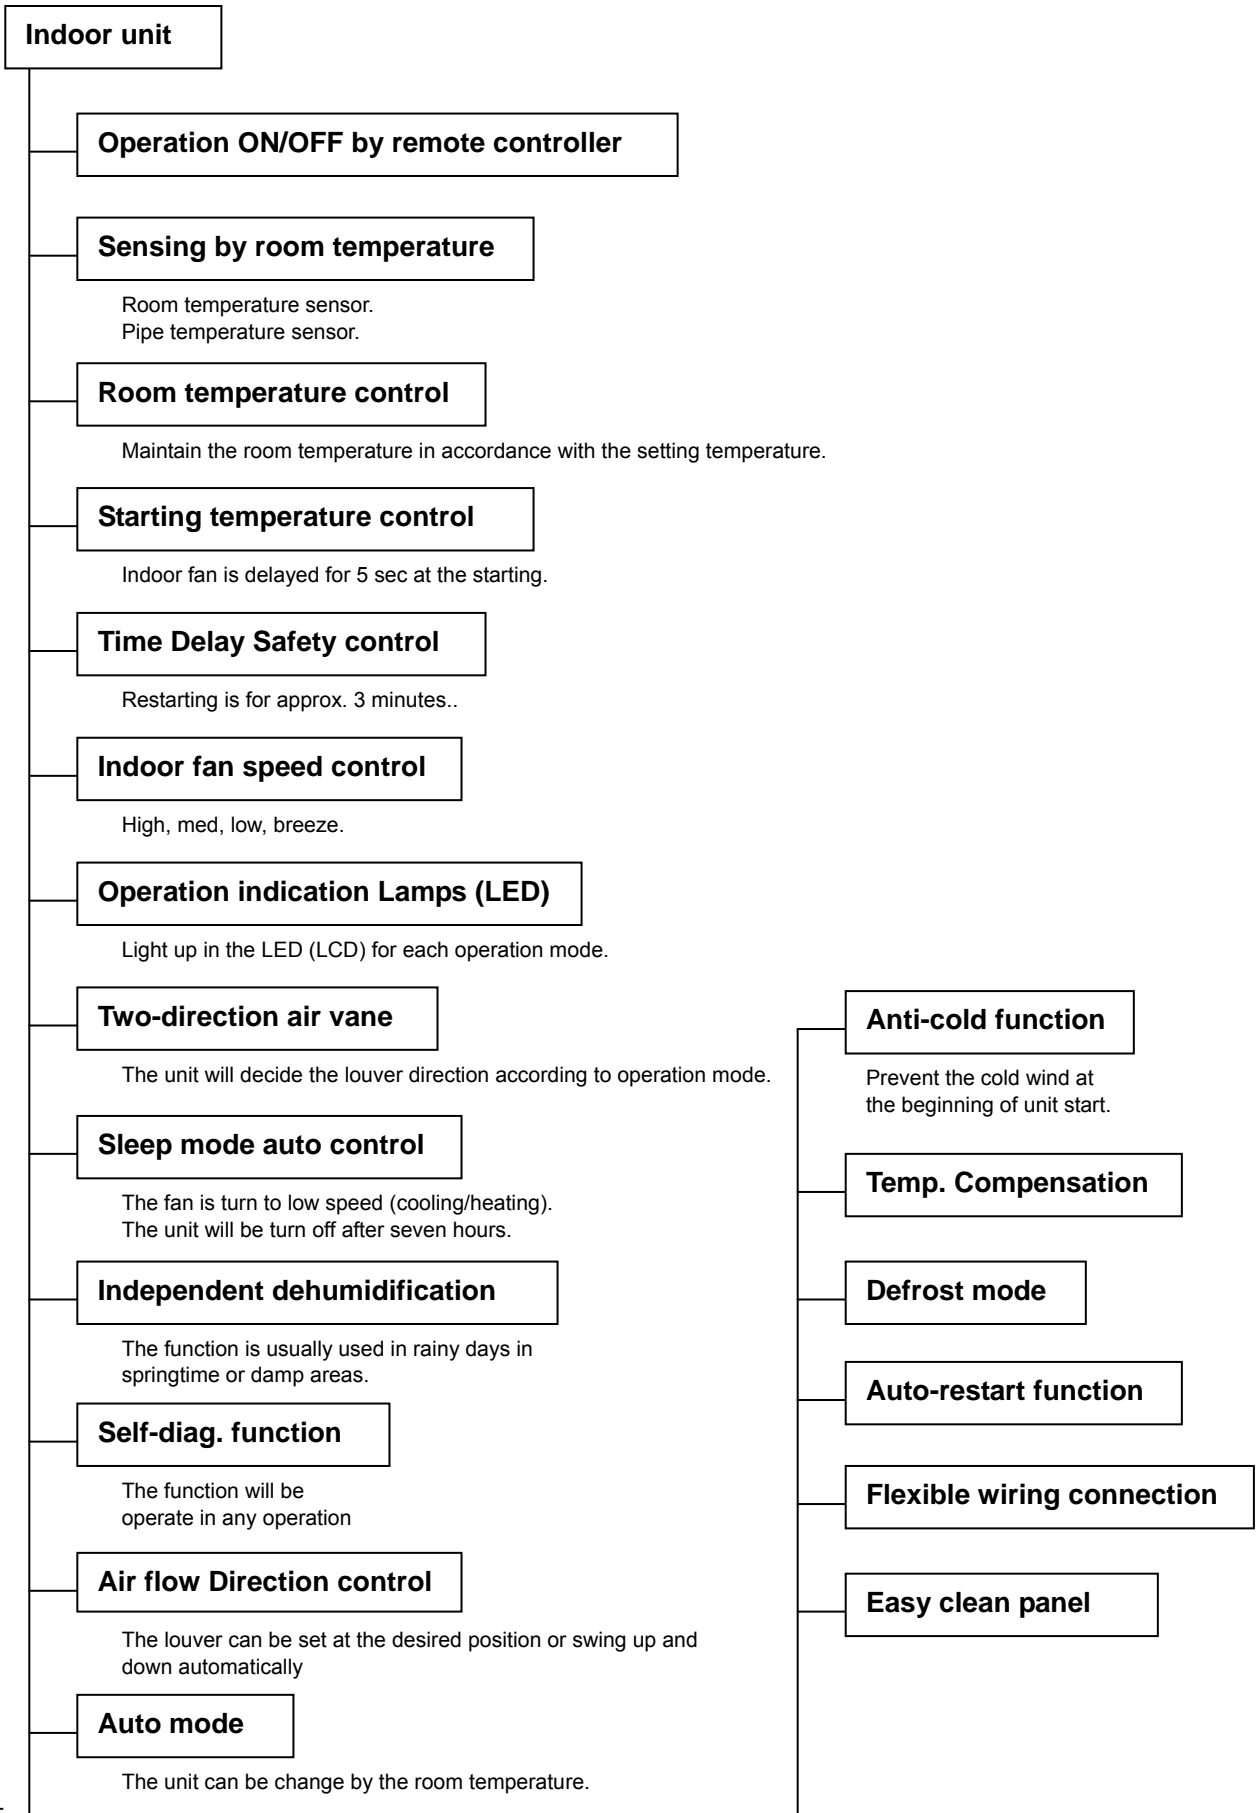 Indoor unit
Operation ON/OFF by remote controller
Sensing by room temperature
Room temperature sensor.
Pipe temperature sensor.
Room temperature control
Maintain the room temperature in accordance with the setting temperature.
Starting temperature control
Indoor fan is delayed for 5 sec at the starting.
Time Delay Safety control
Restarting is for approx. 3 minutes..
Indoor fan speed control
High, med, low, breeze.
Operation indication Lamps (LED)
Light up in the LED (LCD) for each operation mode.
Two-direction air vane
The unit will decide the louver direction according to operation mode.
Sleep mode auto control
The fan is turn to low speed (cooling/heating).
The unit will be turn off after seven hours.
Independent dehumidification
The function is usually used in rainy days in
springtime or damp areas.
Self-diag. function
The function will be
operate in any operation
Air flow Direction control
The louver can be set at the desired position or swing up and
down automatically
Auto mode
The unit can be change by the room temperature.
Anti-cold function
Prevent the cold wind at
the beginning of unit start.
Temp. Compensation
Defrost mode
Auto-restart function
Flexible wiring connection
Easy clean panel